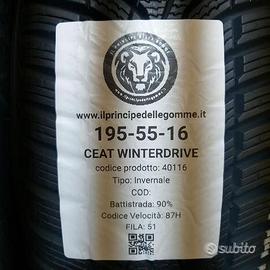 www.ilprincipedellegomme.it
195-55-16
CEAT WINTERDRIVE
codice prodotto: 40116
Tipo: Invernale
COD:
Battistrada: 90%
Codice Velocità: 87H
FILA: 51
subito